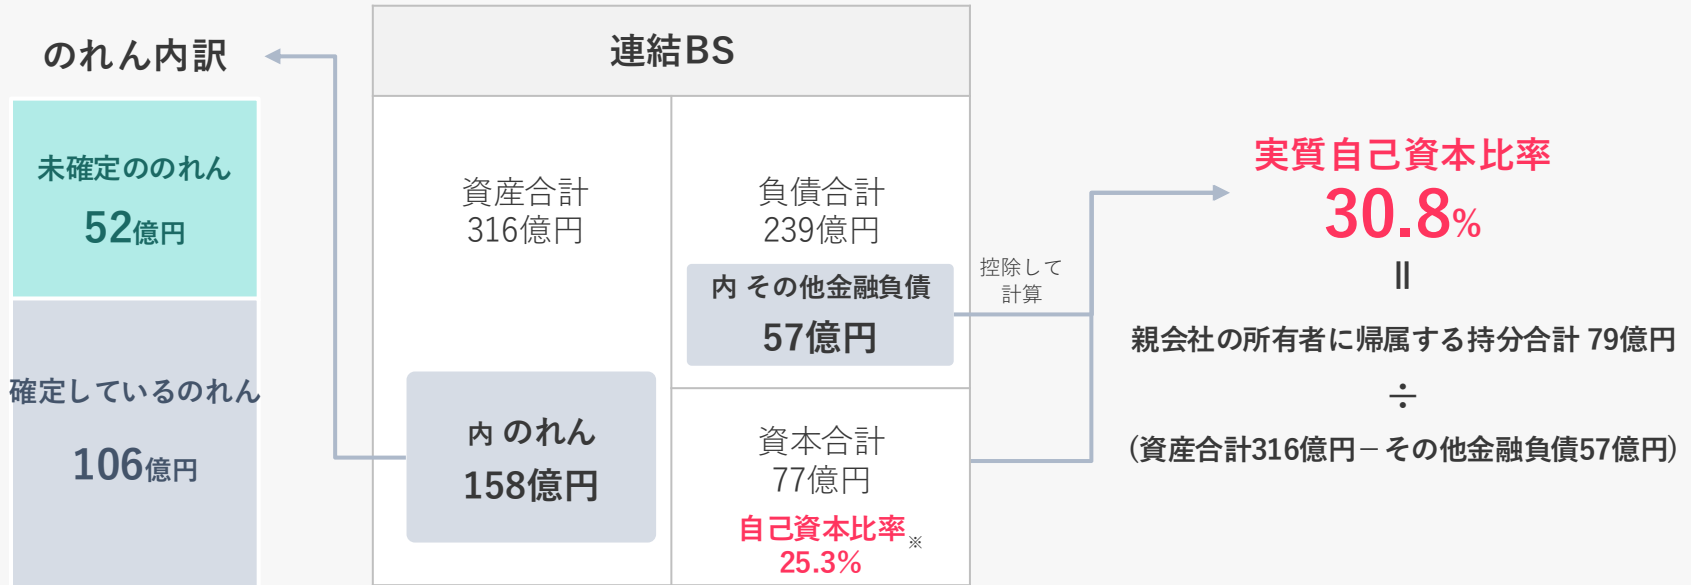 のれん内訳
未確定ののれん
52億円
確定しているのれん
106億円
連結BS
資産合計
316億円
内 のれん
158億円
負債合計
239億円
内 その他金融負債
57億円
資本合計
77億円
自己資本比率※
25.3%
控除して
計算
実質自己資本比率
30.8%
=
親会社の所有者に帰属する持分合計 79億円
÷
(資産合計316億円－その他金融負債57億円)